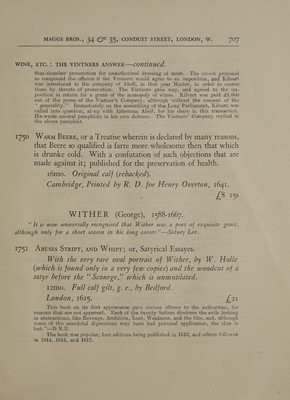 MAGGS BROS., 34 & 35, CONDUIT STREET, LONDON, W. 707
WINE, ETC.: THE VINTNERS ANSWER—continued.
Star-chamber prosecution for unauthorised dressing of meat. The crown proposed
to compound the offence if the Vintners would agree to an imposition, and Kilvert
was introduced to the company of Abell, in that year Master, in order to coerce
them by threats of prosecution. The Vintners gave way, and agreed to the im-
position in return for a grant of the monopoly of wines. Kilvert was paid £1,000
out of the purse of the Vintner's Company, although without the consent of the
" generality." Immediately on the assembling of the Long Parliament, Kilvert was
called into question, along with Alderman Abell, for his share in this transaction.
He wrote several pamphlets in his own defence. The Vintners' Company replied in
the above pamphlet.
1750 WARM BEERE, or a Treatise wherein is declared by many reasons,
that Beere so qualified is farre more wholesome then that which
is drunke cold. With a confutation of such objections that are
made against it; published for the preservation of health.
16mo. Original calf (rebacked).
Cambridge, Printed by R. D. for Henry Overton, 1641.
£8 15s
WITHER (George), 1588-1667.
" It is now universally recognised that Wither was a poet of exquisite grace,
although only for a short season in his long career."—Sidney Lee.
1751 ABUSES STRIPT, AND WHIPT; or, Satyrical Essayes.
With the very rare oval portrait of Wither, by W. Holle
(which is found only in a very few copies) and the woodcut of a
satyr before the "Scourge," which is unmutilated.
12mo. Full calf gilt, g. e., by Bedford.
London, 1615. £21
This book on its first appearance gave serious offence to the authorities, for
reasons that are not apparent. Each of the twenty Satires discloses the evils lurking
in abstractions, like Revenge, Ambition, Lust, Weakness, and the like, and, although
some of the anecdotal digressions may have had personal application, the clue is
lost."—D.N.B.
The book was popular, four editions being published in 1613, and others followed
in 1614, 1615, and 1617.